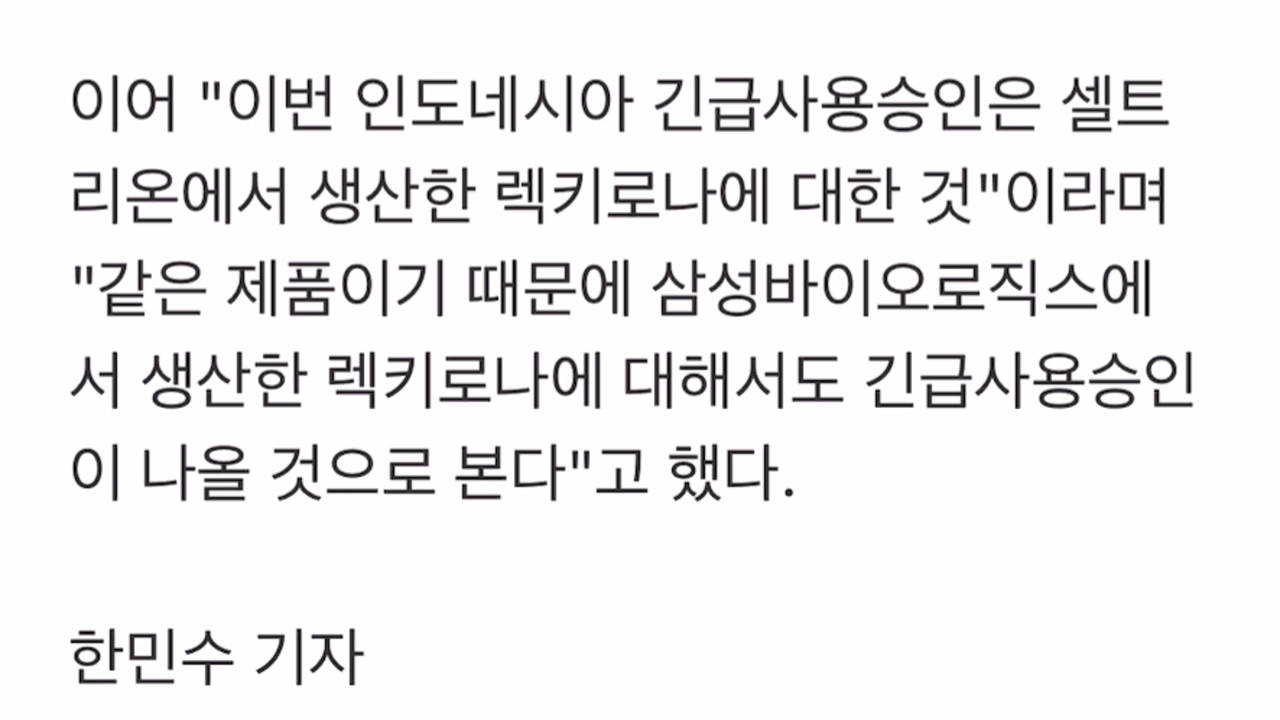 이어 "이번 인도네시아 긴급사용승인은 셀트
리온에서 생산한 렉키로나에 대한 것"이라며
"같은 제품이기 때문에 삼성바이오로직스에
서 생산한 렉키로나에 대해서도 긴급사용승인
이 나올 것으로 본다"고 했다.
한민수 기자